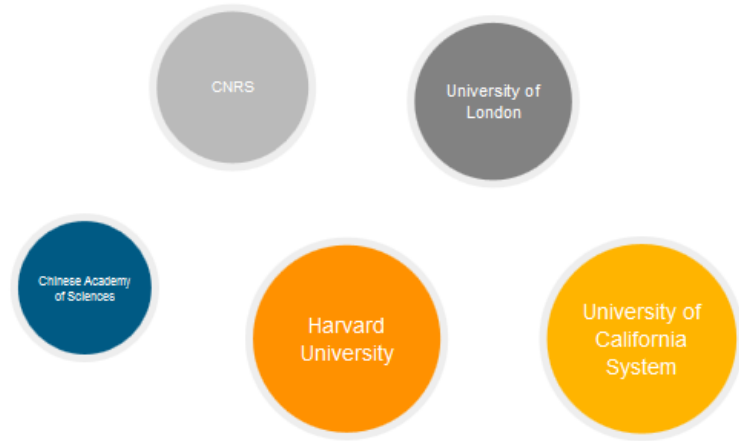 CNRS
University of
London
Chinese Academy
of Sciences
Harvard
University
University of
California
System